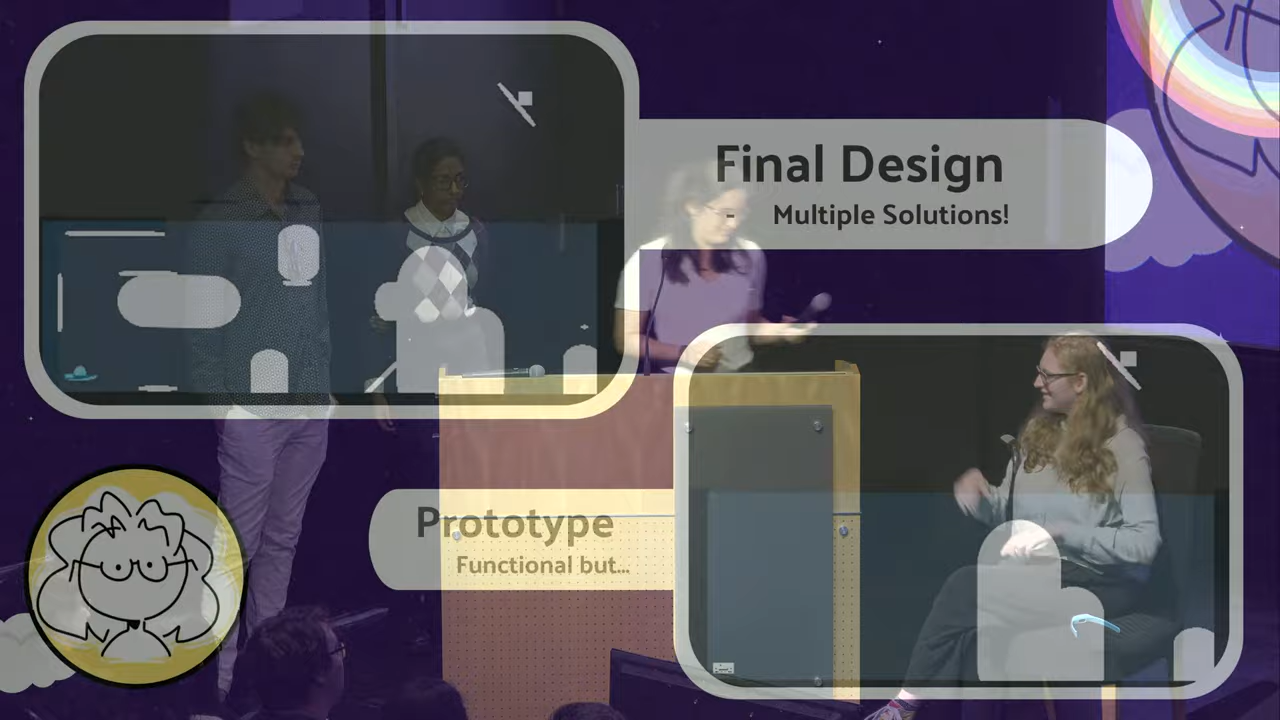 Final Design
Multiple Solutions!
Prototype
Functional but...